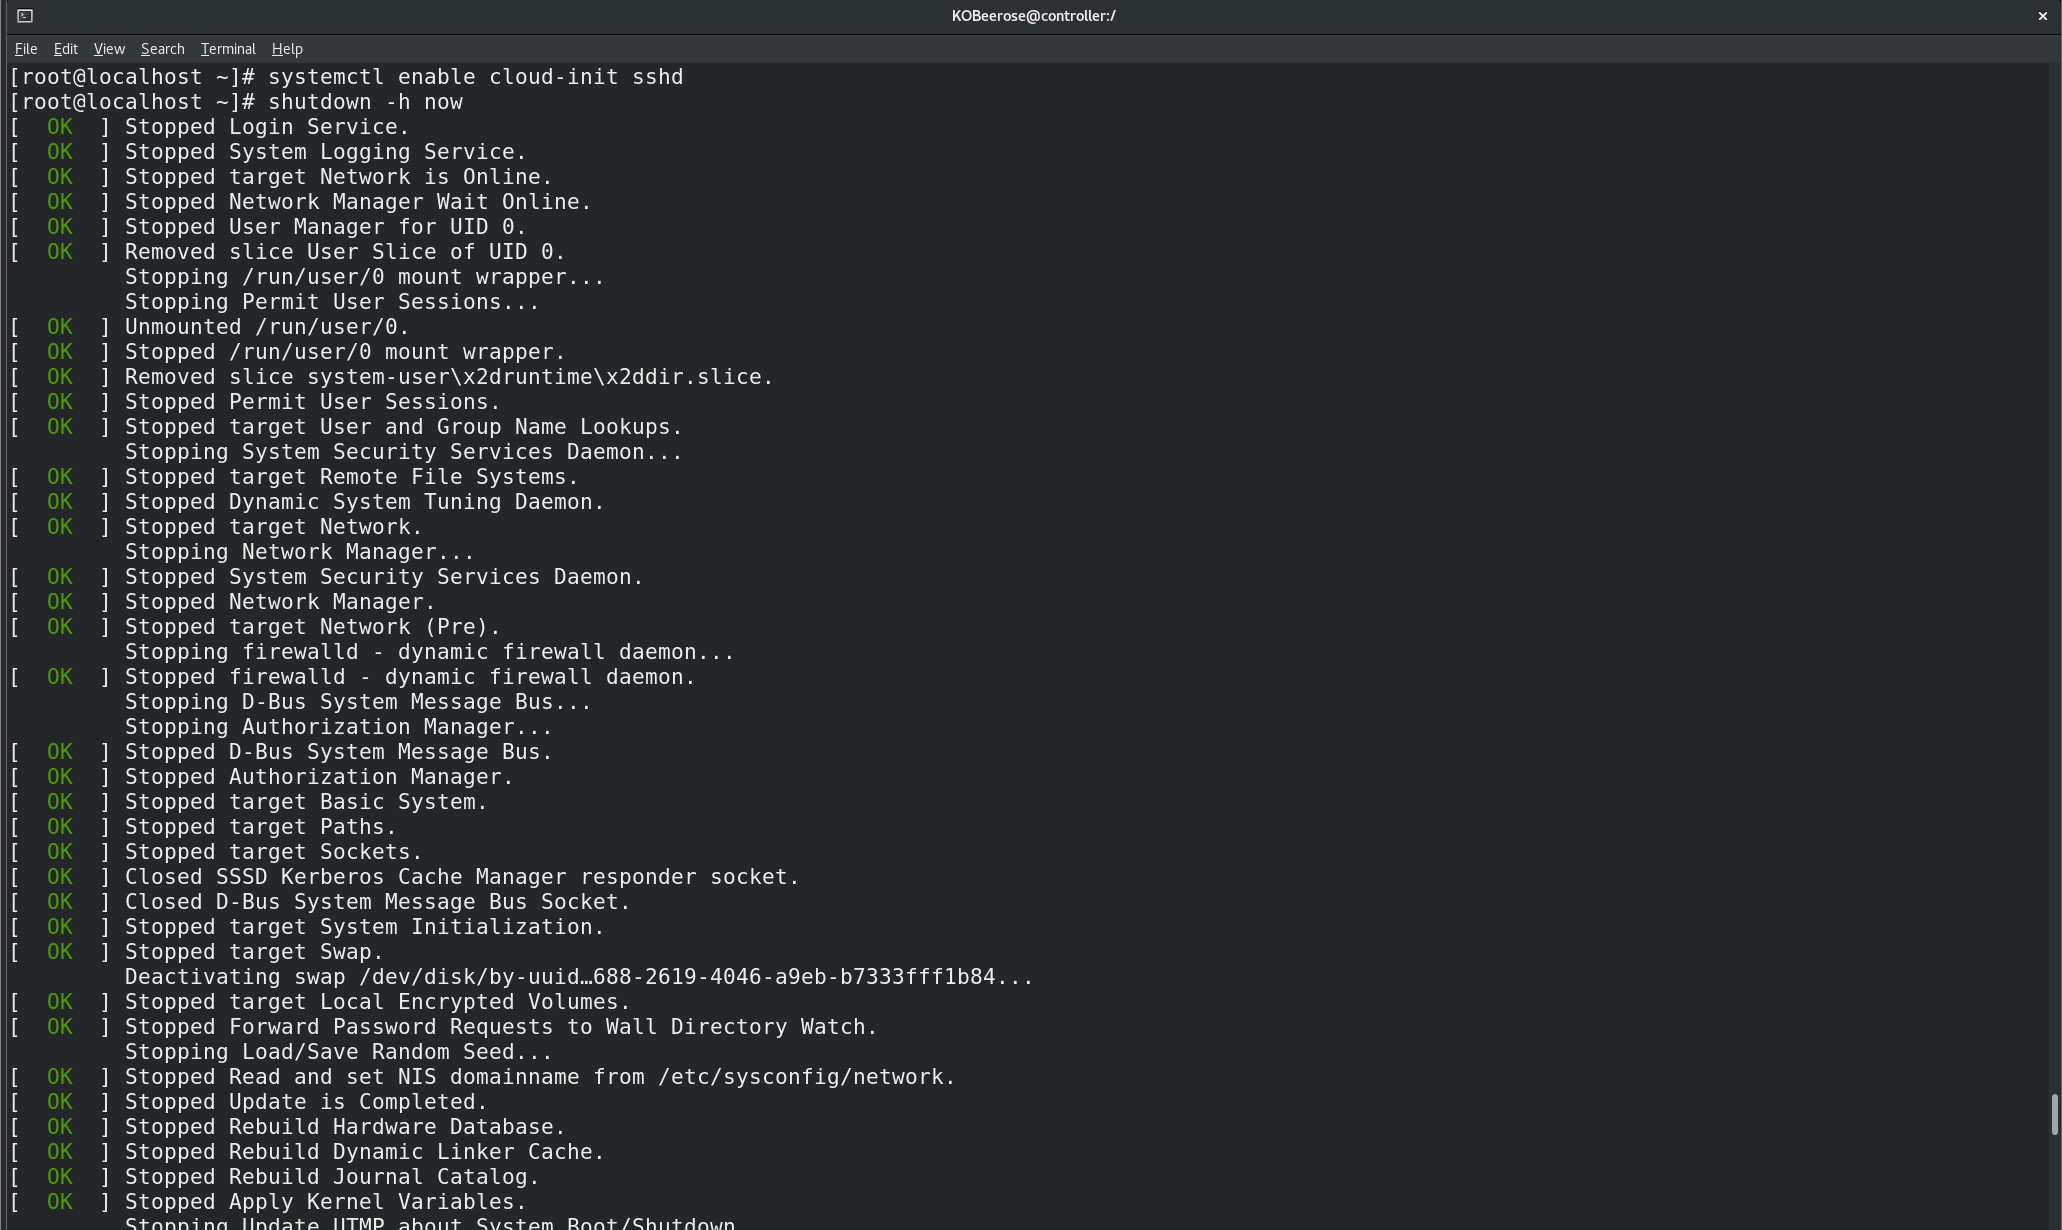 KOBeerose@controller:/
File Edit View Search Terminal Help
[root@localhost ~]# systemctl enable cloud-init sshd
[root@localhost ~]# shutdown -h now
[  OK  ] Stopped Login Service.
[  OK  ] Stopped System Logging Service.
[  OK  ] Stopped target Network is Online.
[  OK  ] Stopped Network Manager Wait Online.
[  OK  ] Stopped User Manager for UID 0.
[  OK  ] Removed slice User Slice of UID 0.
         Stopping /run/user/0 mount wrapper...
         Stopping Permit User Sessions...
[  OK  ] Unmounted /run/user/0.
[  OK  ] Stopped /run/user/0 mount wrapper.
[  OK  ] Removed slice system-user\x2druntime\x2ddir.slice.
[  OK  ] Stopped Permit User Sessions.
[  OK  ] Stopped target User and Group Name Lookups.
         Stopping System Security Services Daemon...
[  OK  ] Stopped target Remote File Systems.
[  OK  ] Stopped Dynamic System Tuning Daemon.
[  OK  ] Stopped target Network.
         Stopping Network Manager...
[  OK  ] Stopped System Security Services Daemon.
[  OK  ] Stopped Network Manager.
[  OK  ] Stopped target Network (Pre).
         Stopping firewalld - dynamic firewall daemon...
[  OK  ] Stopped firewalld - dynamic firewall daemon.
         Stopping D-Bus System Message Bus...
         Stopping Authorization Manager...
[  OK  ] Stopped D-Bus System Message Bus.
[  OK  ] Stopped Authorization Manager.
[  OK  ] Stopped target Basic System.
[  OK  ] Stopped target Paths.
[  OK  ] Stopped target Sockets.
[  OK  ] Closed SSSD Kerberos Cache Manager responder socket.
[  OK  ] Closed D-Bus System Message Bus Socket.
[  OK  ] Stopped target System Initialization.
[  OK  ] Stopped target Swap.
         Deactivating swap /dev/disk/by-uuid…688-2619-4046-a9eb-b7333fff1b84...
[  OK  ] Stopped target Local Encrypted Volumes.
[  OK  ] Stopped Forward Password Requests to Wall Directory Watch.
         Stopping Load/Save Random Seed...
[  OK  ] Stopped Read and set NIS domainname from /etc/sysconfig/network.
[  OK  ] Stopped Update is Completed.
[  OK  ] Stopped Rebuild Hardware Database.
[  OK  ] Stopped Rebuild Dynamic Linker Cache.
[  OK  ] Stopped Rebuild Journal Catalog.
[  OK  ] Stopped Apply Kernel Variables.
         Stopping Update UTMP about System Boot/Shutdown